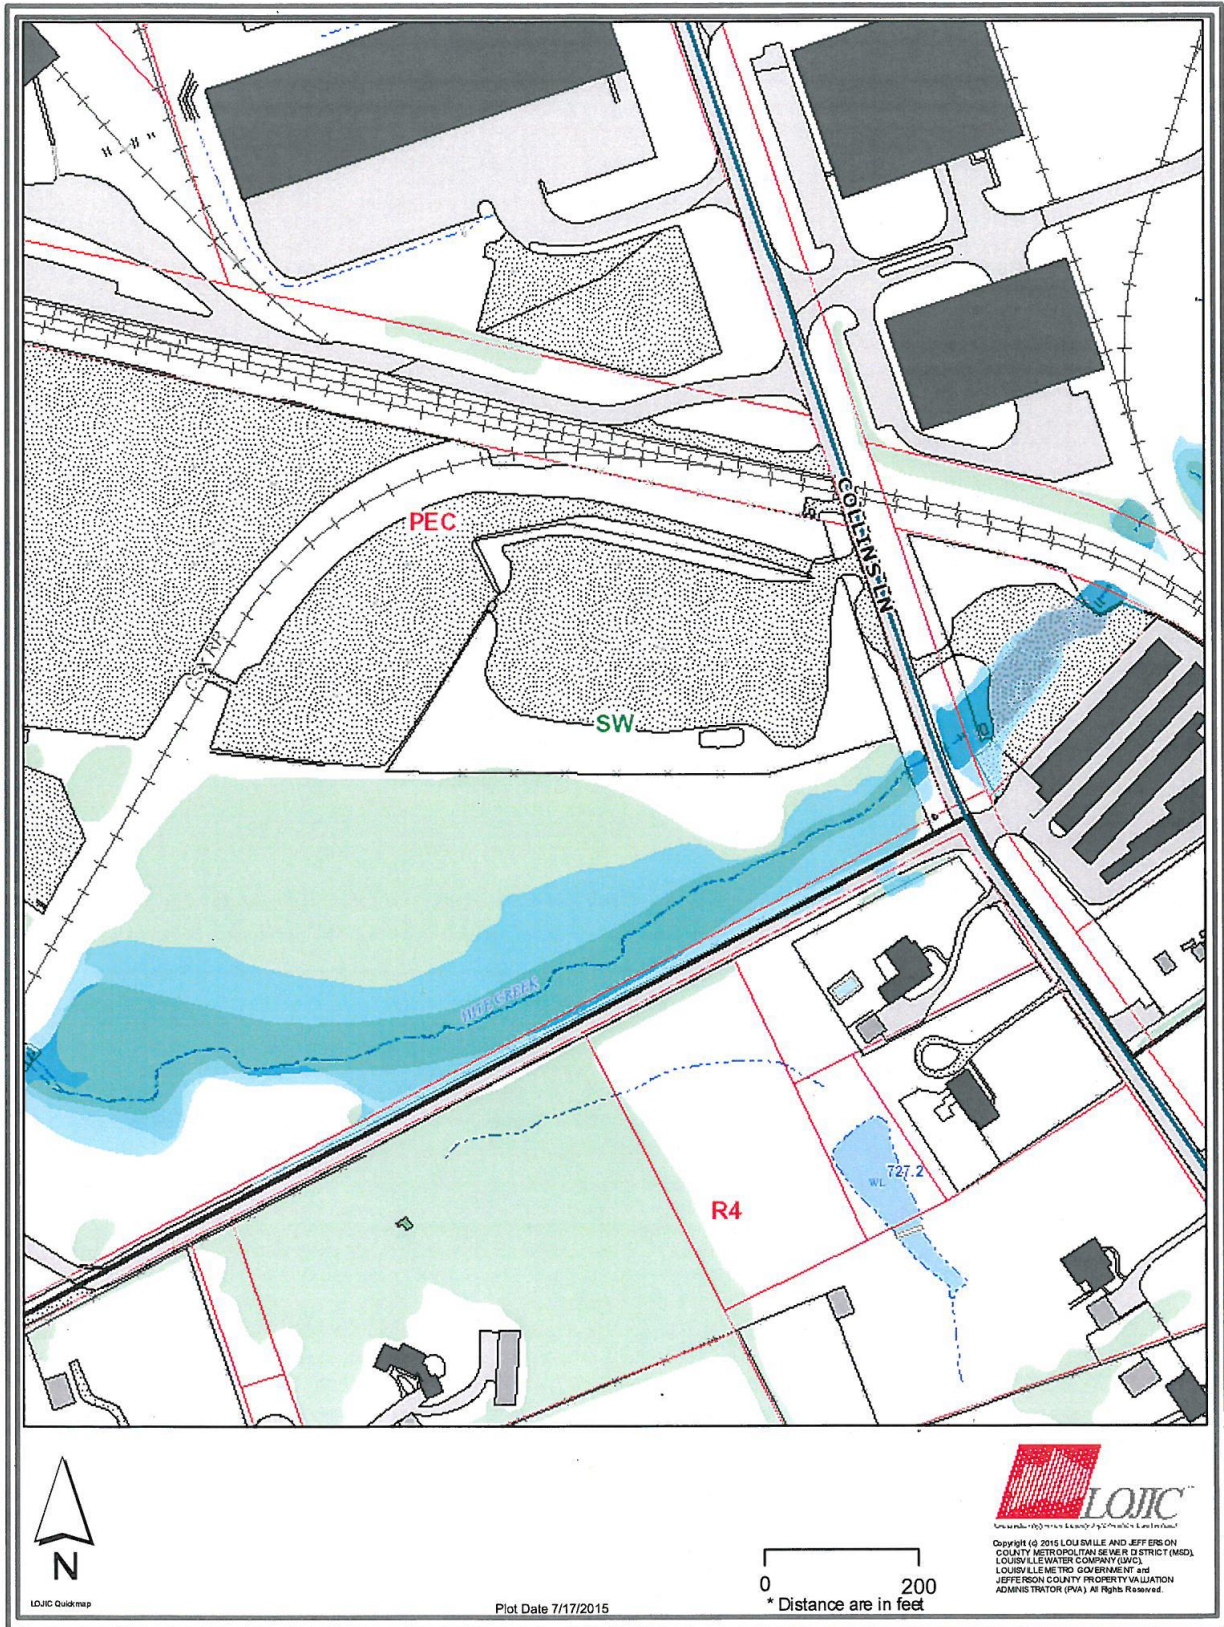 COLLINS LN
PEC
SW
HITE CREEK
727.2
WL
R4
N
LOJIC
Copyright (c) 2015 LOUISVILLE AND JEFFERSON
COUNTY METROPOLITAN SEWER DISTRICT (MSD),
LOUISVILLE WATER COMPANY (LWC),
LOUISVILLE METRO GOVERNMENT and
JEFFERSON COUNTY PROPERTY VALUATION
ADMINISTRATOR (PVA). All Rights Reserved.
0 200
* Distance are in feet
LOJIC Quickmap
Plot Date 7/17/2015